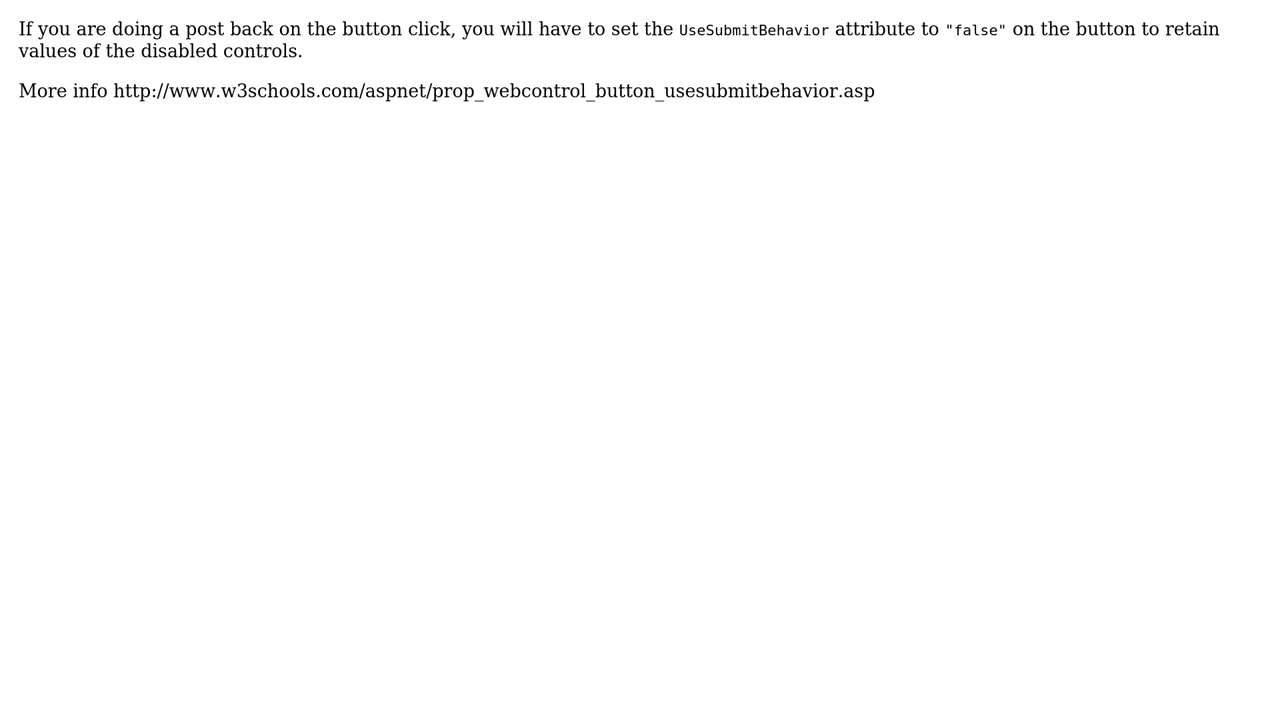 If you are doing a post back on the button click, you will have to set the UseSubmitBehavior attribute to "false" on the button to retain
values of the disabled controls.
More info http://www.w3schools.com/aspnet/prop_webcontrol_button_usesubmitbehavior.asp